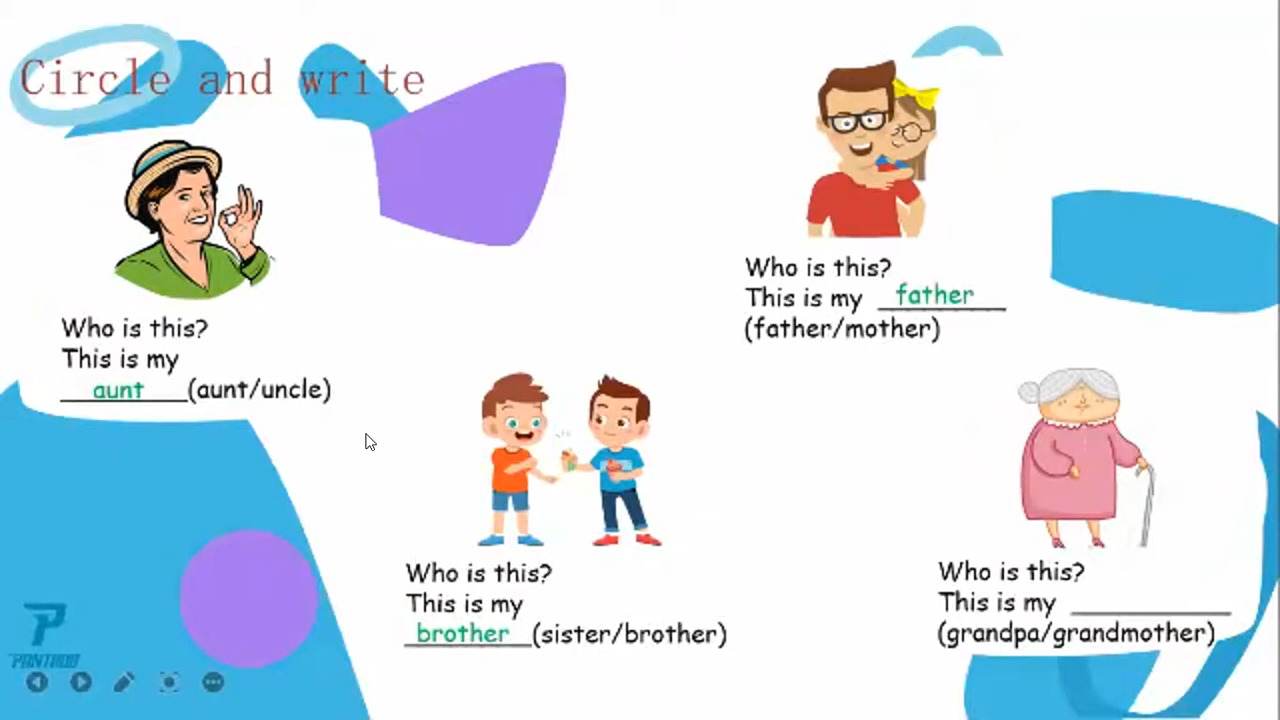 Circle and write
Who is this?
This is my
aunt (aunt/uncle)
Who is this?
This is my father
(father/mother)
Who is this?
This is my
brother (sister/brother)
Who is this?
This is my ____________
(grandpa/grandmother)